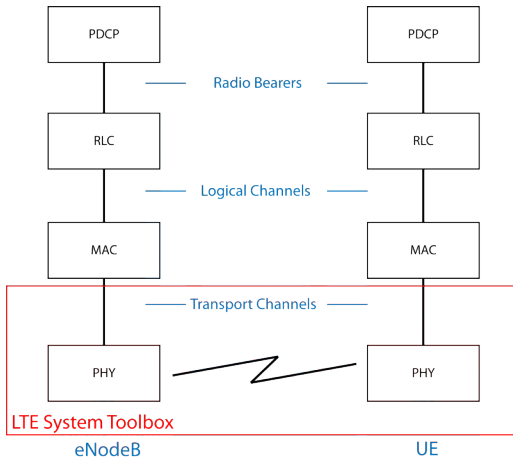 PDCP PDCP
Radio Bearers
RLC RLC
Logical Channels
MAC MAC
Transport Channels
PHY PHY
LTE System Toolbox
eNodeB UE